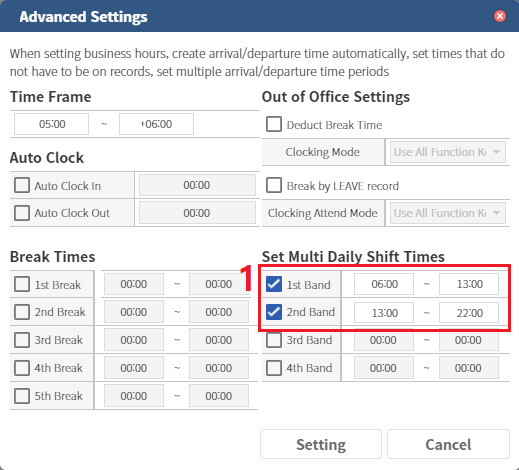 Advanced Settings
When setting business hours, create arrival/departure time automatically, set times that do
not have to be on records, set multiple arrival/departure time periods
Time Frame
05:00 ~ +06:00
Auto Clock
Auto Clock In 00:00
Auto Clock Out 00:00
Out of Office Settings
Deduct Break Time
Clocking Mode Use All Function
Break by LEAVE record
Clocking Attend Mode Use All Function
Break Times
1st Break 00:00 ~ 00:00
2nd Break 00:00 ~ 00:00
3rd Break 00:00 ~ 00:00
4th Break 00:00 ~ 00:00
5th Break 00:00 ~ 00:00
1
Set Multi Daily Shift Times
1st Band 06:00 ~ 13:00
2nd Band 13:00 ~ 22:00
3rd Band 00:00 ~ 00:00
4th Band 00:00 ~ 00:00
Setting
Cancel